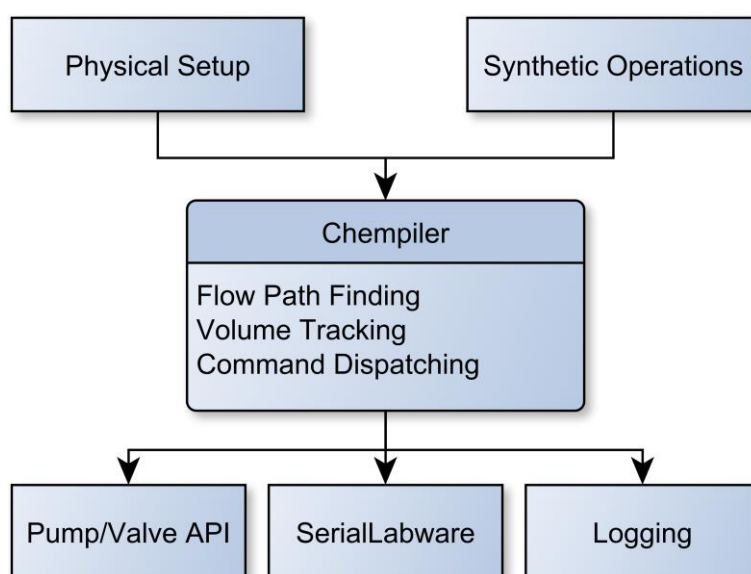 Physical Setup
Synthetic Operations
Chempiler
Flow Path Finding
Volume Tracking
Command Dispatching
Pump/Valve API
SerialLabware
Logging